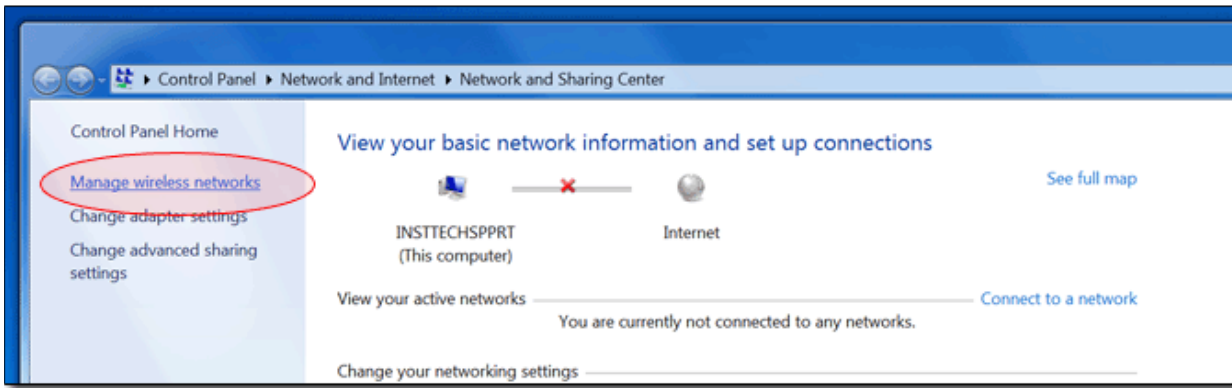 Control Panel ▸ Network and Internet ▸ Network and Sharing Center
Control Panel Home
Manage wireless networks
Change adapter settings
Change advanced sharing
settings
View your basic network information and set up connections
See full map
INSTTECHSPPRT
(This computer)
Internet
View your active networks
Connect to a network
You are currently not connected to any networks.
Change your networking settings